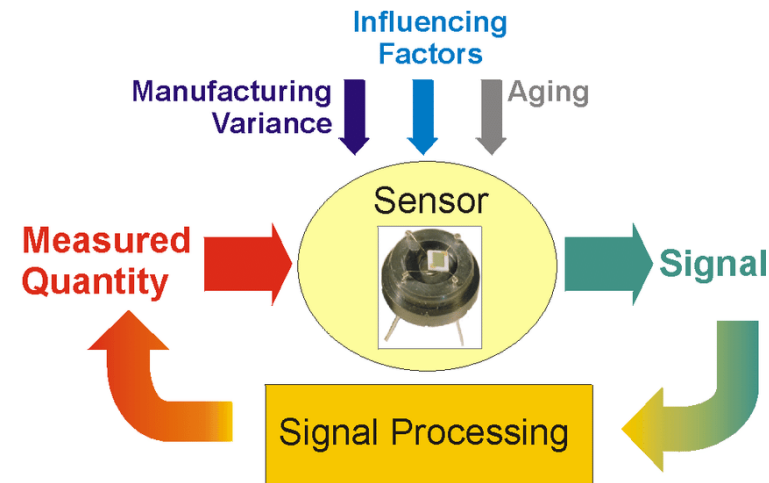 Influencing
Factors
Manufacturing
Variance
Aging
Sensor
Measured
Quantity
Signal
Signal Processing